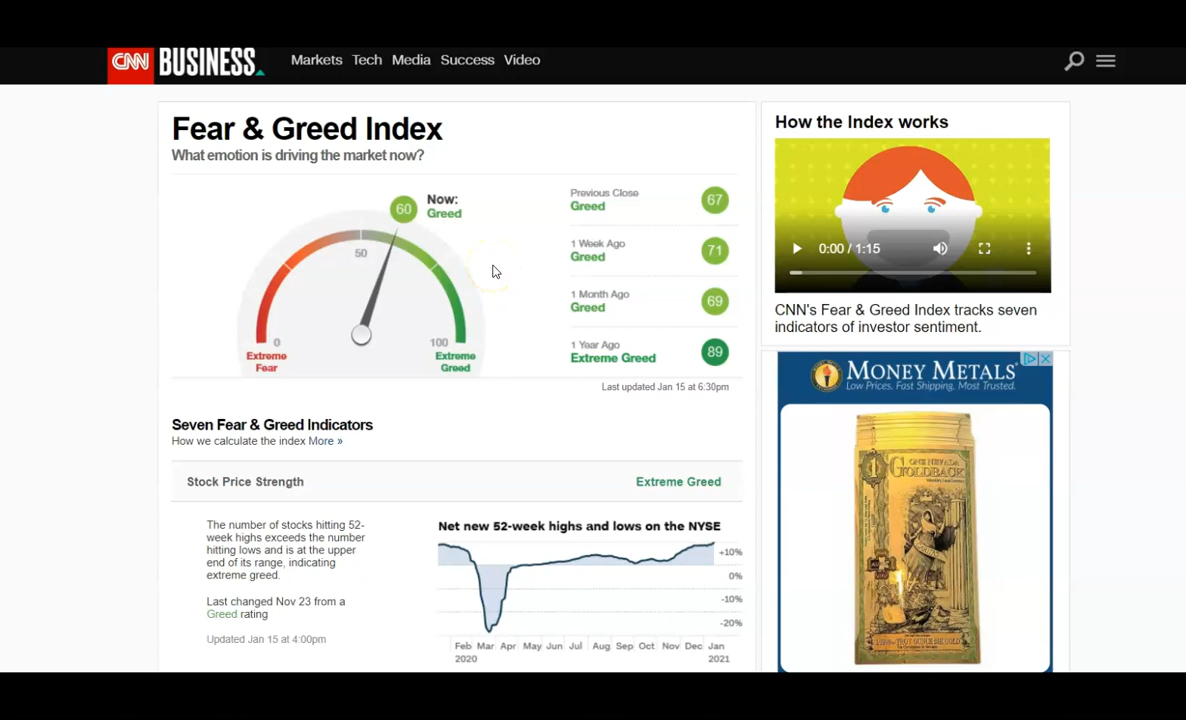 CNN BUSINESS
Markets Tech Media Success Video
Fear & Greed Index
What emotion is driving the market now?
60
Now:
Greed
50
0
100
Extreme
Fear
Extreme
Greed
Previous Close
Greed
67
1 Week Ago
Greed
71
1 Month Ago
Greed
69
1 Year Ago
Extreme Greed
89
Last updated Jan 15 at 6:30pm
Seven Fear & Greed Indicators
How we calculate the index More »
Stock Price Strength
Extreme Greed
The number of stocks hitting 52-
week highs exceeds the number
hitting lows and is at the upper
end of its range, indicating
extreme greed.
Last changed Nov 23 from a
Greed rating
Updated Jan 15 at 4:00pm
Net new 52-week highs and lows on the NYSE
+10%
0%
-10%
-20%
Feb Mar Apr May Jun Jul Aug Sep Oct Nov Dec Jan
2020 2021
How the Index works
0:00 / 1:15
CNN's Fear & Greed Index tracks seven
indicators of investor sentiment.
MONEY METALS
Low Prices. Fast Shipping. Most Trusted.
1
ONE NEVADA
GOLDBACK